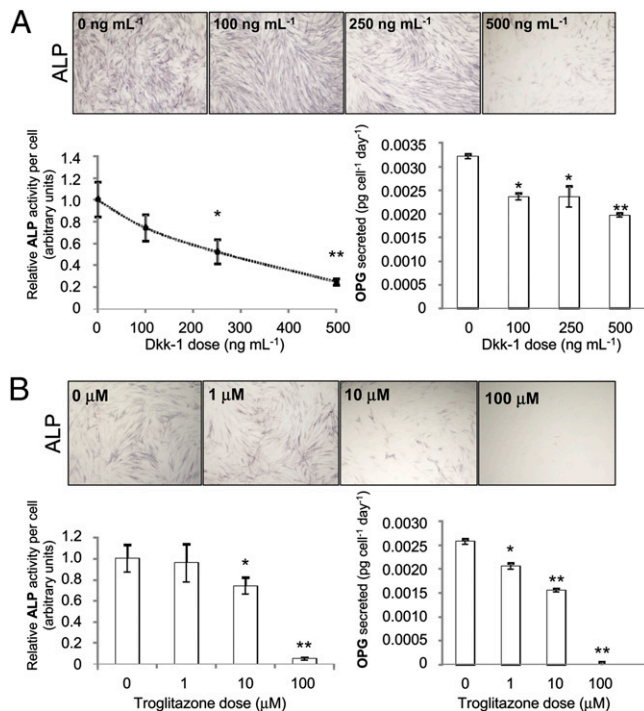 A
0 ng mL-1 100 ng mL-1 250 ng mL-1 500 ng mL-1
ALP
Relative ALP activity per cell
(arbitrary units)
1.4
1.2
1.0
0.8
0.6
0.4
0.2
0
*
**
0 100 200 300 400 500
Dkk-1 dose (ng mL-1)
OPG secreted (pg cell-1 day-1)
0.0035
0.0030
0.0025
0.0020
0.0015
0.0010
0.0005
0
*
*
**
0 100 250 500
Dkk-1 dose (ng mL-1)
B
0 μM 1 μM 10 μM 100 μM
ALP
Relative ALP activity per cell
(arbitrary units)
1.2
1.0
0.8
0.6
0.4
0.2
0
*
**
0 1 10 100
Troglitazone dose (μM)
OPG secreted (pg cell-1 day-1)
0.0030
0.0025
0.0020
0.0015
0.0010
0.0005
0
*
**
**
0 1 10 100
Troglitazone dose (μM)